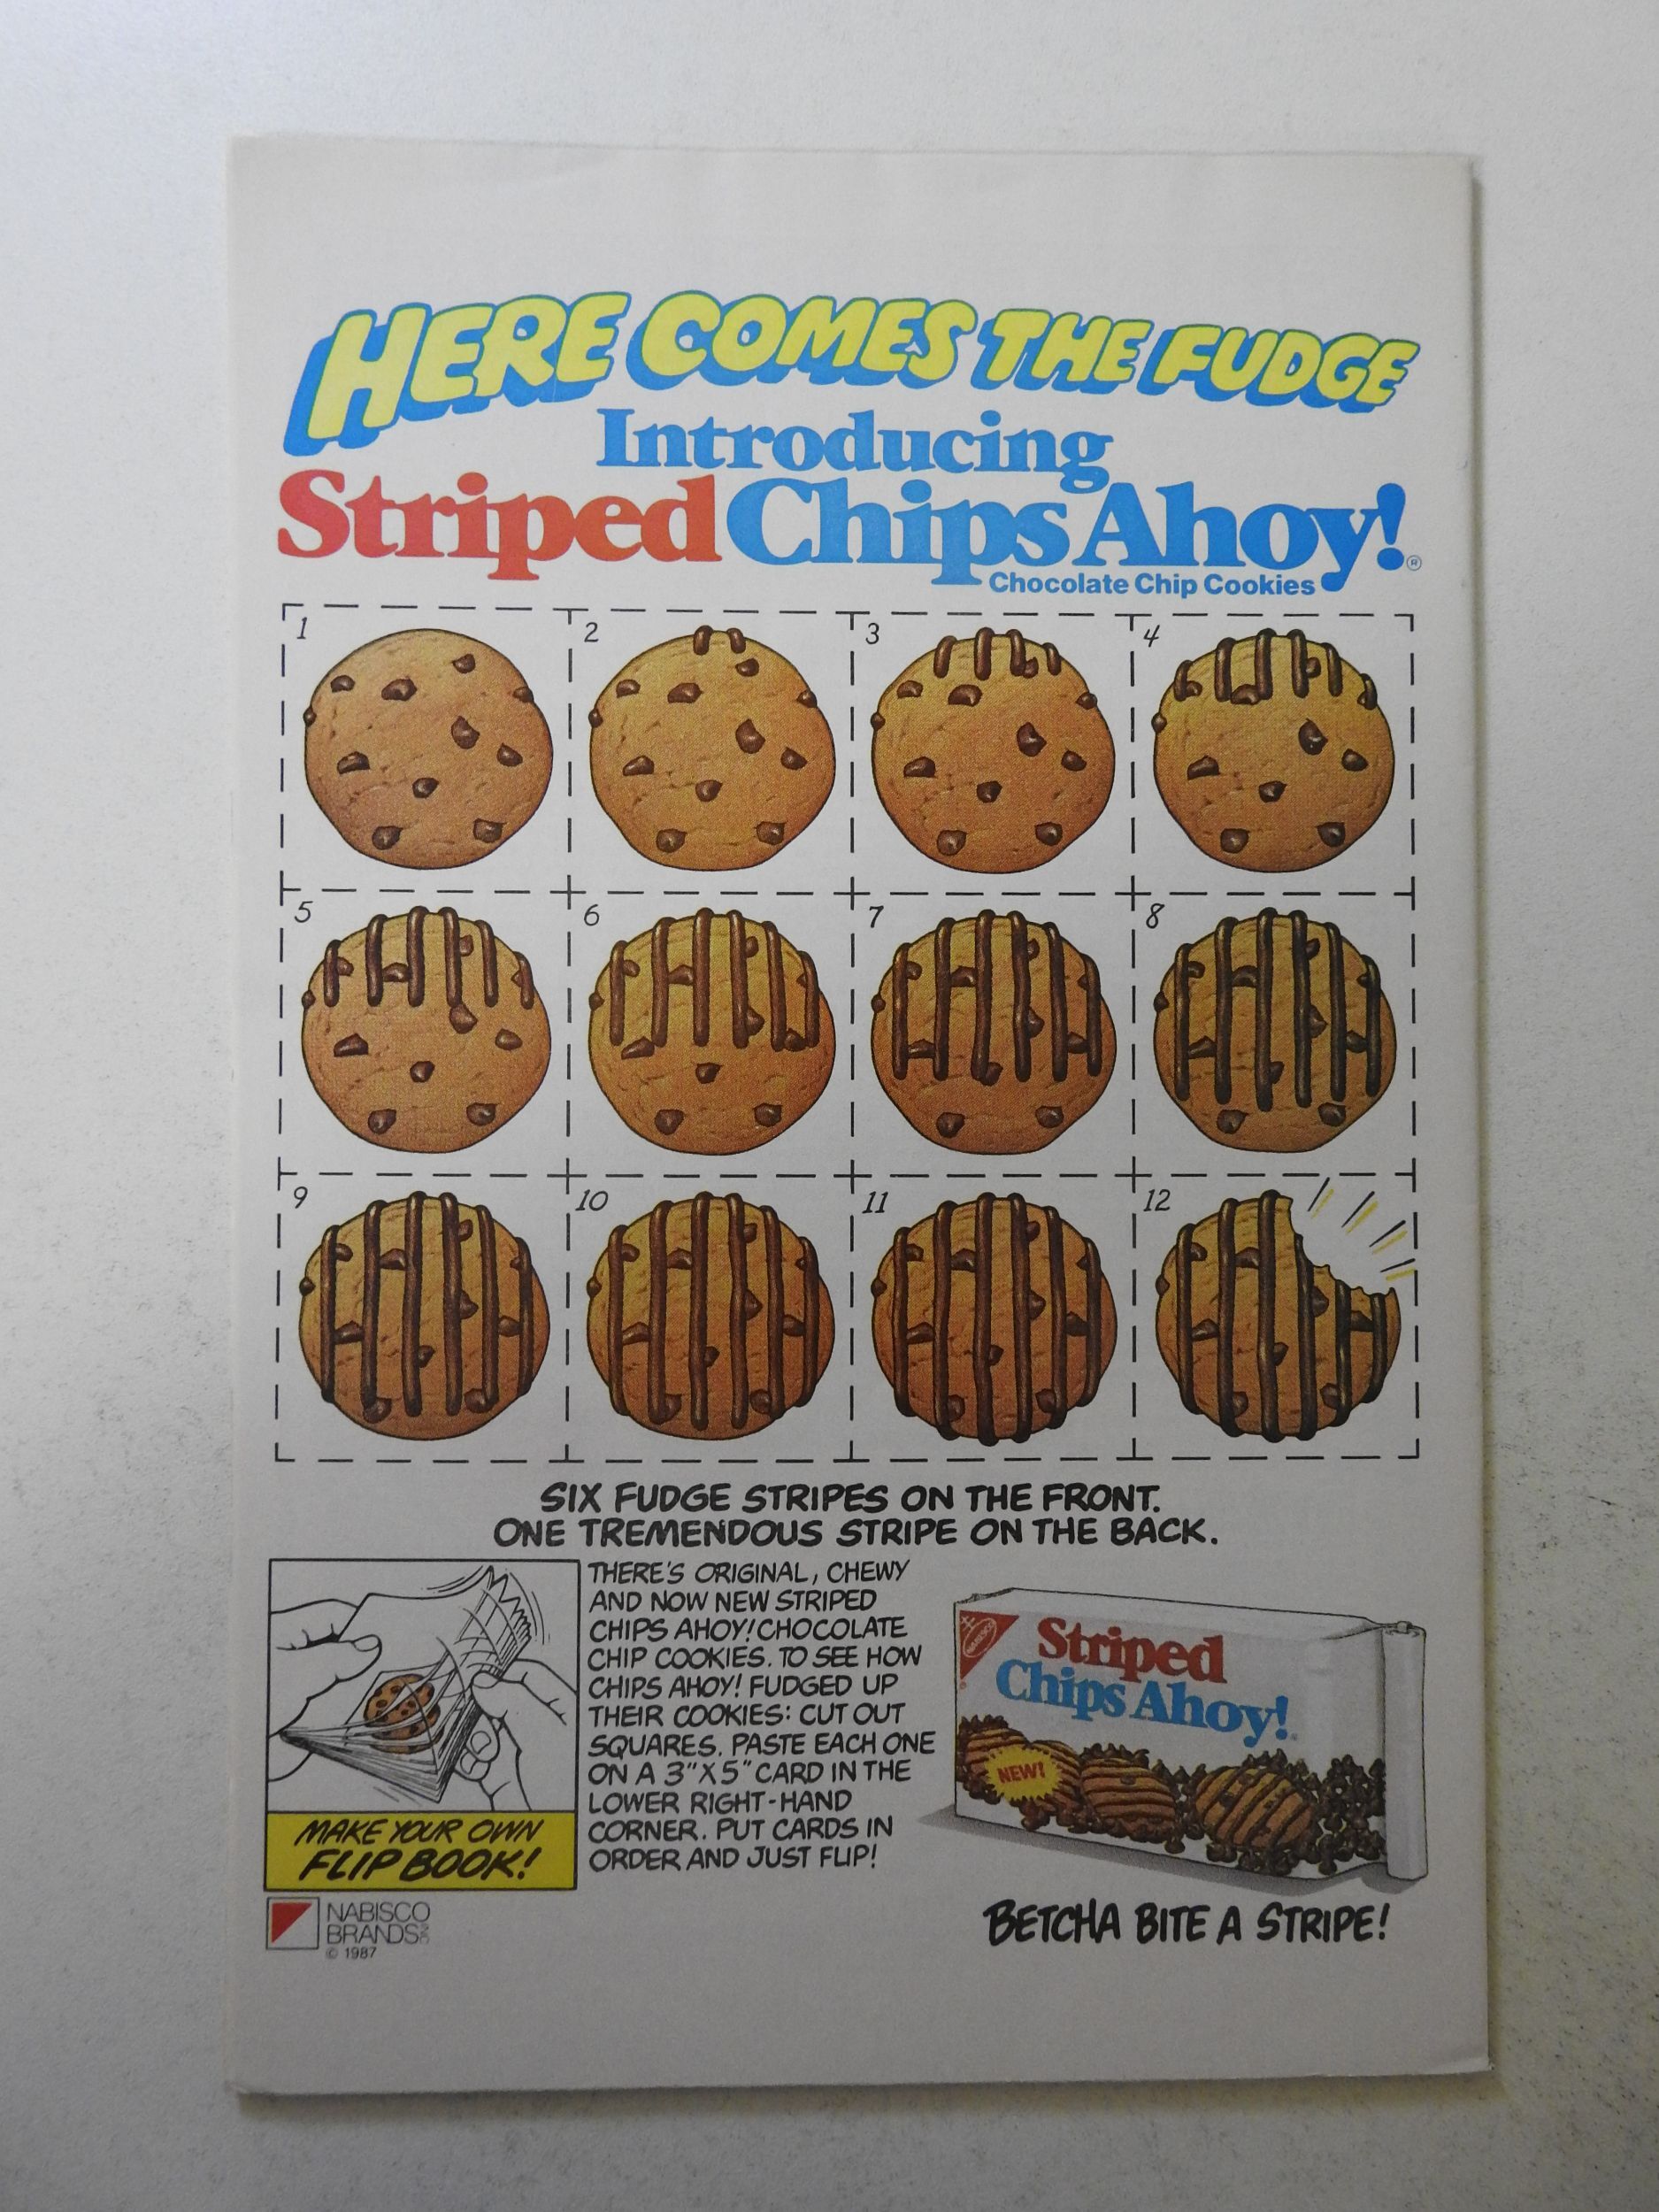 HERE COMES THE FUDGE
Introducing
Striped Chips Ahoy!®
Chocolate Chip Cookies
1
2
3
4
5
6
7
8
9
10
11
12
SIX FUDGE STRIPES ON THE FRONT.
ONE TREMENDOUS STRIPE ON THE BACK.
THERE'S ORIGINAL, CHEWY
AND NOW NEW STRIPED
CHIPS AHOY! CHOCOLATE
CHIP COOKIES. TO SEE HOW
CHIPS AHOY! FUDGED UP
THEIR COOKIES: CUT OUT
SQUARES. PASTE EACH ONE
ON A 3"X5" CARD IN THE
LOWER RIGHT-HAND
CORNER. PUT CARDS IN
ORDER AND JUST FLIP!
MAKE YOUR OWN
FLIP BOOK!
NABISCO
Striped
Chips Ahoy!
NEW!
BETCHA BITE A STRIPE!
NABISCO
BRANDS INC
© 1987